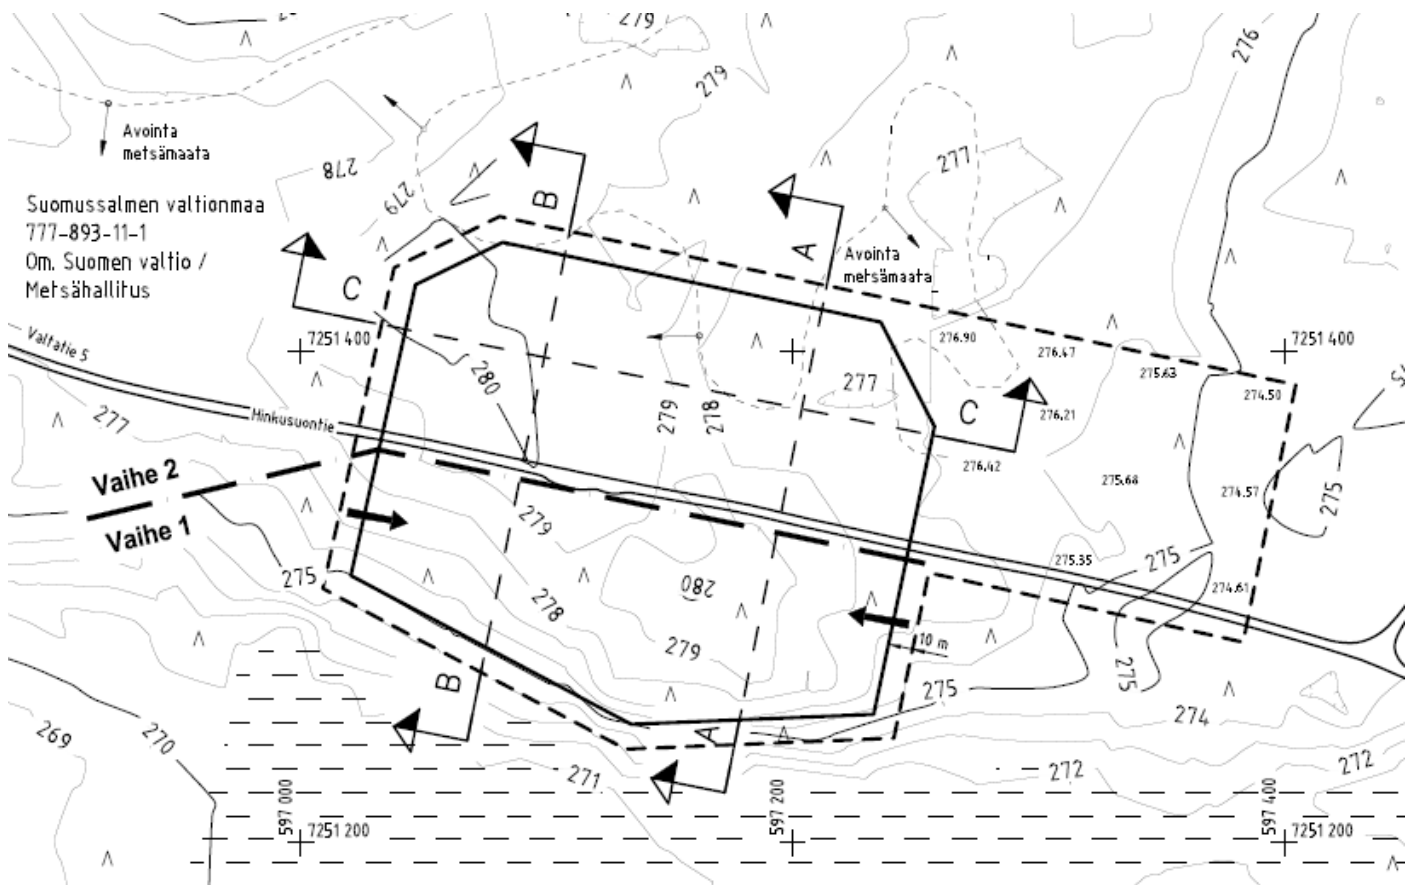 279
276
279
Avointa
metsämaata
277
278
279
B
Suomussalmen valtionmaa
777-893-11-1
Om. Suomen valtio /
Metsähallitus
A
Avointa
metsämaata
C
7251 400
7251 400
Valtatie 5
276.90
276.47
275.63
274.50
280
277
279
278
C
276.21
277
Hinkusuontie
276.42
Vaihe 2
275.68
274.57
275
Vaihe 1
279
275.35
275
275
280
278
274.61
279
10 m
275
275
B
274
269
270
A
271
272
272
597 000
597 200
597 400
7251 200
7251 200